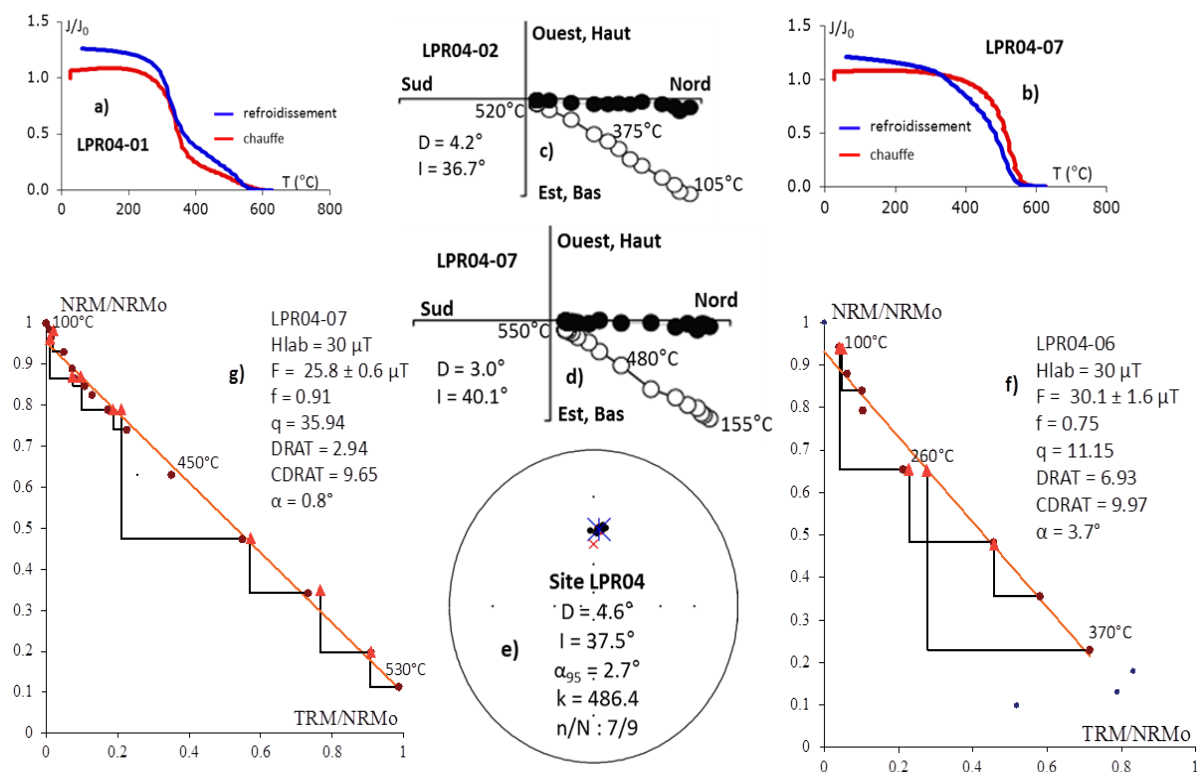 J/J₀
1.5
1.0
0.5
0.0
a)
LPR04-01
refroidissement
chauffe
T (°C)
0
200
400
600
800
Ouest, Haut
LPR04-02
Sud
Nord
520°C
375°C
D = 4.2°
I = 36.7°
c)
105°C
Est, Bas
J/J₀
1.5
1.0
0.5
0.0
LPR04-07
b)
refroidissement
chauffe
T (°C)
0
200
400
600
800
Ouest, Haut
LPR04-07
Sud
Nord
550°C
480°C
D = 3.0°
I = 40.1°
d)
155°C
Est, Bas
NRM/NRMo
1
0.9
0.8
0.7
0.6
0.5
0.4
0.3
0.2
0.1
0
100°C
g)
LPR04-07
Hlab = 30 µT
F = 25.8 ± 0.6 µT
f = 0.91
q = 35.94
DRAT = 2.94
CDRAT = 9.65
α = 0.8°
450°C
530°C
TRM/NRMo
0
0.2
0.4
0.6
0.8
1
Site LPR04
D = 4.6°
e)
I = 37.5°
α₉₅ = 2.7°
k = 486.4
n/N : 7/9
NRM/NRMo
1
0.9
0.8
0.7
0.6
0.5
0.4
0.3
0.2
0.1
0
100°C
f)
LPR04-06
Hlab = 30 µT
F = 30.1 ± 1.6 µT
f = 0.75
q = 11.15
DRAT = 6.93
CDRAT = 9.97
α = 3.7°
260°C
370°C
TRM/NRMo
0
0.2
0.4
0.6
0.8
1